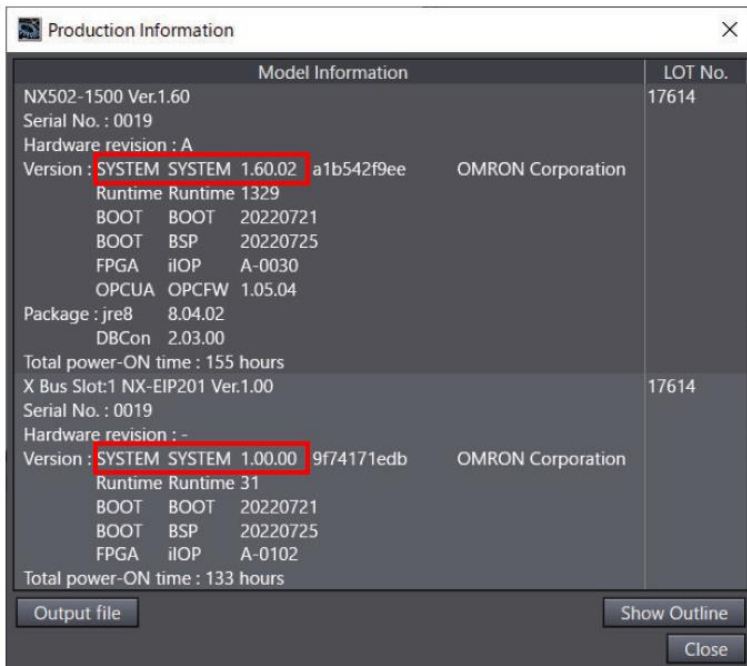 Production Information
Model Information LOT No.
NX502-1500 Ver.1.60 17614
Serial No. : 0019
Hardware revision : A
Version : SYSTEM SYSTEM 1.60.02 a1b542f9ee OMRON Corporation
Runtime Runtime 1329
BOOT BOOT 20220721
BOOT BSP 20220725
FPGA iIOP A-0030
OPCUA OPCFW 1.05.04
Package : jre8 8.04.02
DBCon 2.03.00
Total power-ON time : 155 hours
X Bus Slot:1 NX-EIP201 Ver.1.00 17614
Serial No. : 0019
Hardware revision : -
Version : SYSTEM SYSTEM 1.00.00 9f74171edb OMRON Corporation
Runtime Runtime 31
BOOT BOOT 20220721
BOOT BSP 20220725
FPGA iIOP A-0102
Total power-ON time : 133 hours
Output file Show Outline
Close